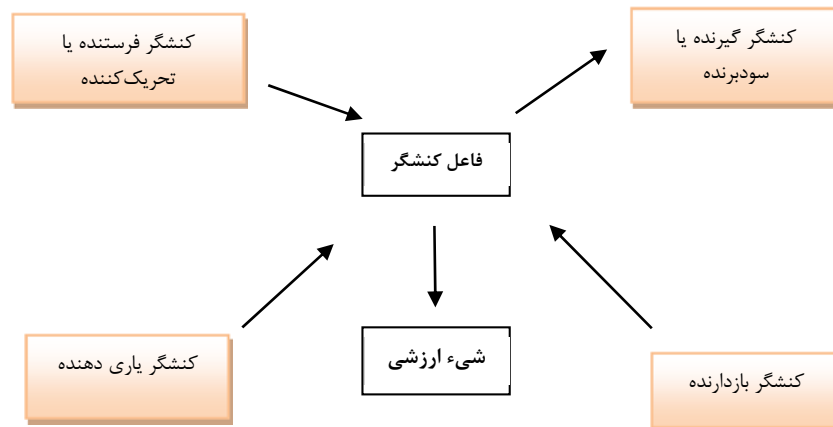 کنشگر گیرنده یا
سودبرنده
کنشگر فرستنده یا
تحریک‌کننده
فاعل کنشگر
شیء ارزشی
کنشگر بازدارنده
کنشگر یاری دهنده